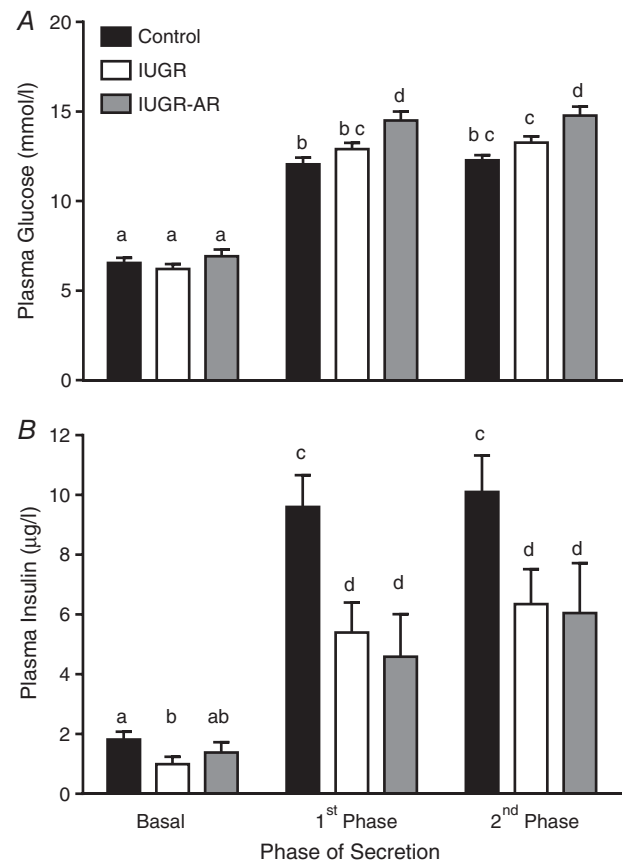 A
20
Control
IUGR
IUGR-AR
15
10
5
0
Plasma Glucose (mmol/l)
a a a
b b c d
b c c d
B
12
10
8
6
4
2
0
Plasma Insulin (µg/l)
a b ab
c d d
c d d
Basal 1st Phase 2nd Phase
Phase of Secretion